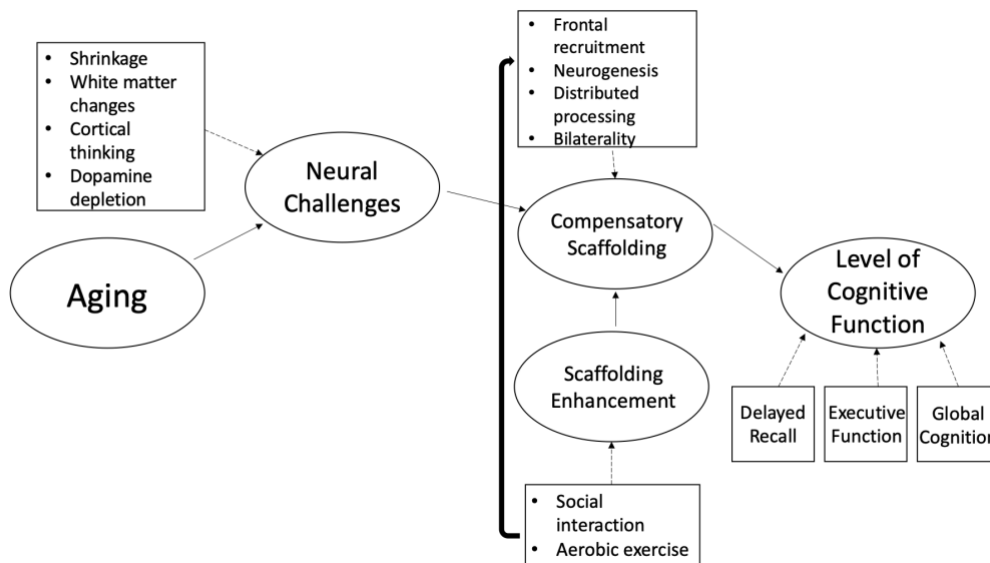 • Shrinkage
• White matter
changes
• Cortical
thinking
• Dopamine
depletion
Aging
Neural
Challenges
• Frontal
recruitment
• Neurogenesis
• Distributed
processing
• Bilaterality
Compensatory
Scaffolding
Scaffolding
Enhancement
• Social
interaction
• Aerobic exercise
Level of
Cognitive
Function
Delayed
Recall
Executive
Function
Global
Cognition